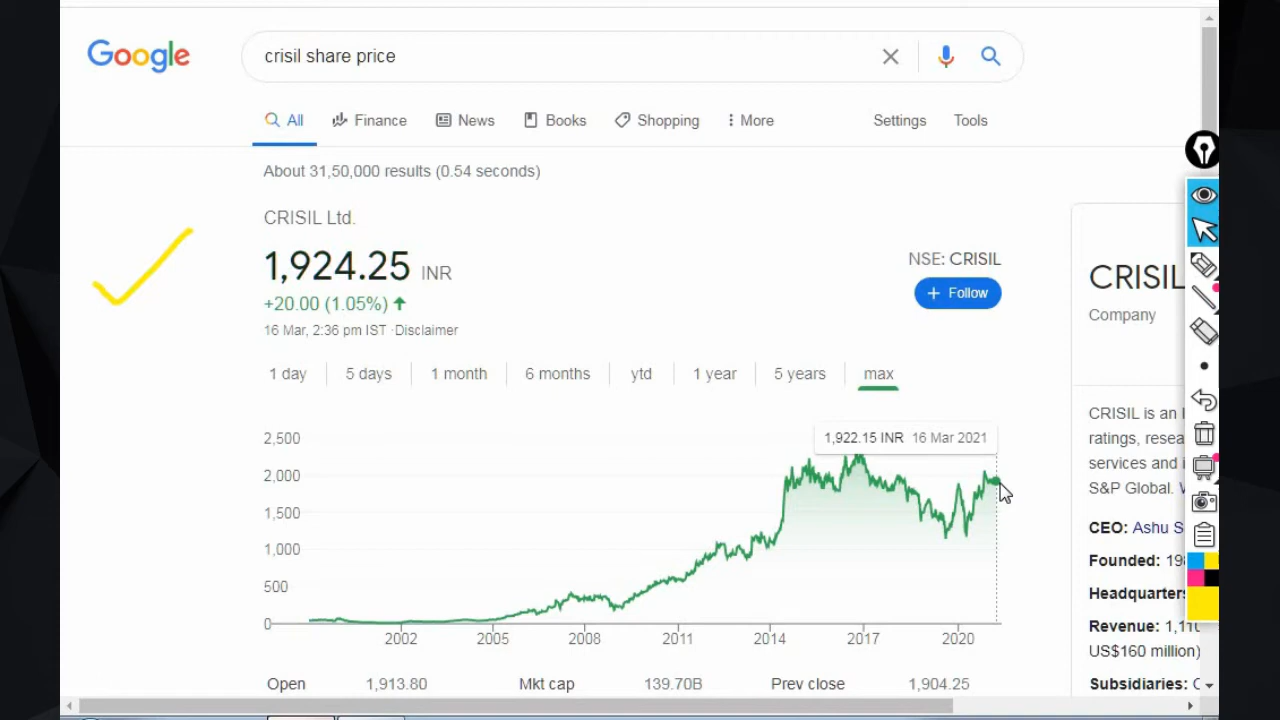 Google
crisil share price
All Finance News Books Shopping More Settings Tools
About 31,50,000 results (0.54 seconds)
CRISIL Ltd.
1,924.25 INR
+20.00 (1.05%)
16 Mar, 2:36 pm IST · Disclaimer
NSE: CRISIL
+ Follow
1 day 5 days 1 month 6 months ytd 1 year 5 years max
1,922.15 INR 16 Mar 2021
2,500
2,000
1,500
1,000
500
0
2002 2005 2008 2011 2014 2017 2020
Open 1,913.80 Mkt cap 139.70B Prev close 1,904.25
CRISIL
Company
CRISIL is an
ratings, resea
services and
S&P Global.
CEO: Ashu S
Founded: 19
Headquarters
Revenue: 1,1
US$160 million)
Subsidiaries: C